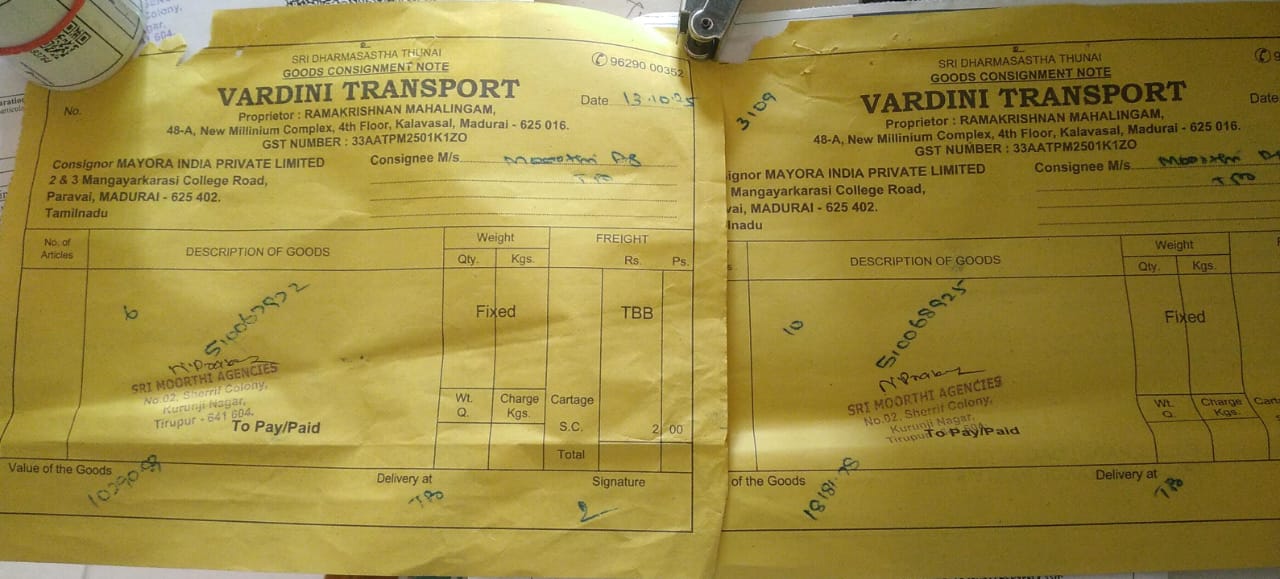 SRI DHARMASASTHA THUNAI
GOODS CONSIGNMENT NOTE
96290 00352
VARDINI TRANSPORT
No.
Date 13.10.25
Proprietor : RAMAKRISHNAN MAHALINGAM,
48-A, New Millinium Complex, 4th Floor, Kalavasal, Madurai - 625 016.
GST NUMBER : 33AATPM2501K1ZO
Consignor MAYORA INDIA PRIVATE LIMITED
2 & 3 Mangayarkarasi College Road,
Paravai, MADURAI - 625 402.
Tamilnadu
Consignee M/s.
No. of Articles
DESCRIPTION OF GOODS
Weight
FREIGHT
Qty. Kgs. Rs. Ps.
6
Fixed
TBB
SRI MOORTHI AGENCIES
No.02, Sherrif Colony,
Kurunji Nagar,
Tirupur - 641 604.
To Pay/Paid
Wt. Q.
Charge Kgs.
Cartage
S.C. 2 00
Total
Value of the Goods
Delivery at
Signature
SRI DHARMASASTHA THUNAI
GOODS CONSIGNMENT NOTE
3109
VARDINI TRANSPORT
Date
Proprietor : RAMAKRISHNAN MAHALINGAM,
48-A, New Millinium Complex, 4th Floor, Kalavasal, Madurai - 625 016.
GST NUMBER : 33AATPM2501K1ZO
ignor MAYORA INDIA PRIVATE LIMITED
Mangayarkarasi College Road,
vai, MADURAI - 625 402.
lnadu
Consignee M/s.
DESCRIPTION OF GOODS
Weight
Qty. Kgs.
10
510068925
Fixed
SRI MOORTHI AGENCIES
No.02, Sherrif Colony,
Kurunji Nagar,
Tirupur - 641 604.
To Pay/Paid
Wt. Q.
Charge Kgs.
of the Goods
18181.78
Delivery at